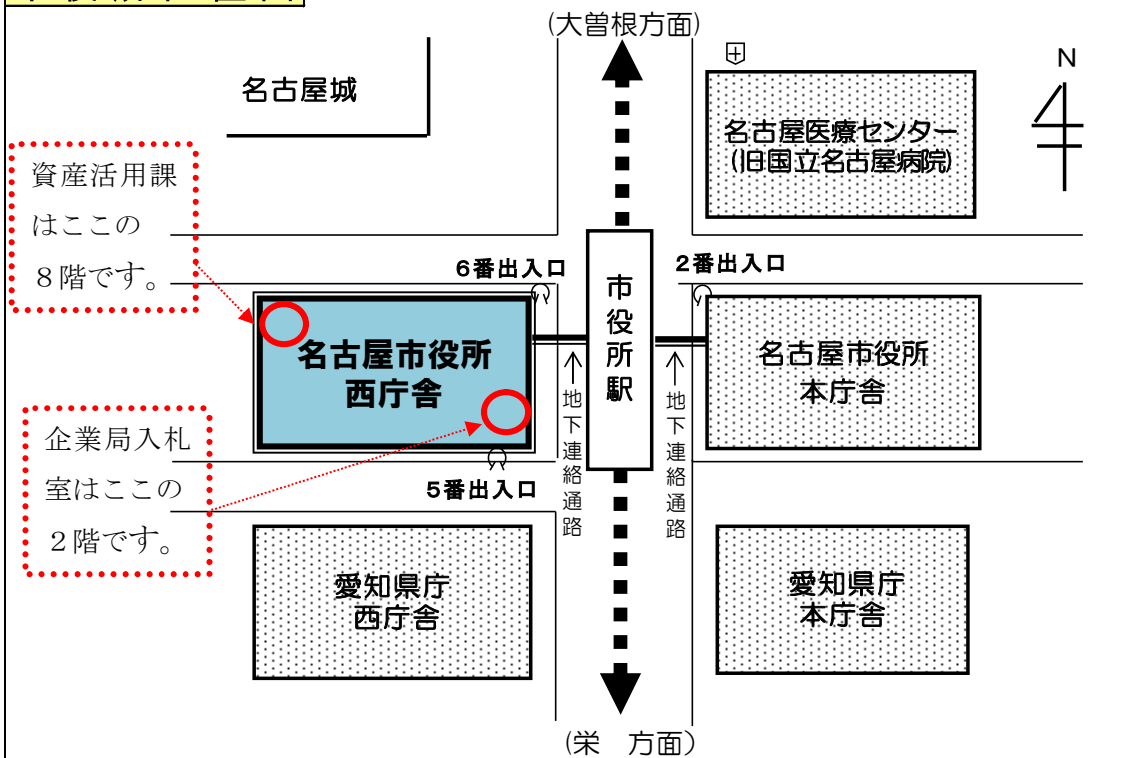 (大曽根方面)
N
名古屋城
名古屋医療センター
(旧国立名古屋病院)
資産活用課
はここの
８階です。
6番出入口
2番出入口
市役所駅
名古屋市役所
西庁舎
名古屋市役所
本庁舎
地下連絡通路
地下連絡通路
企業局入札
室はここの
２階です。
5番出入口
愛知県庁
西庁舎
愛知県庁
本庁舎
(栄　方面）